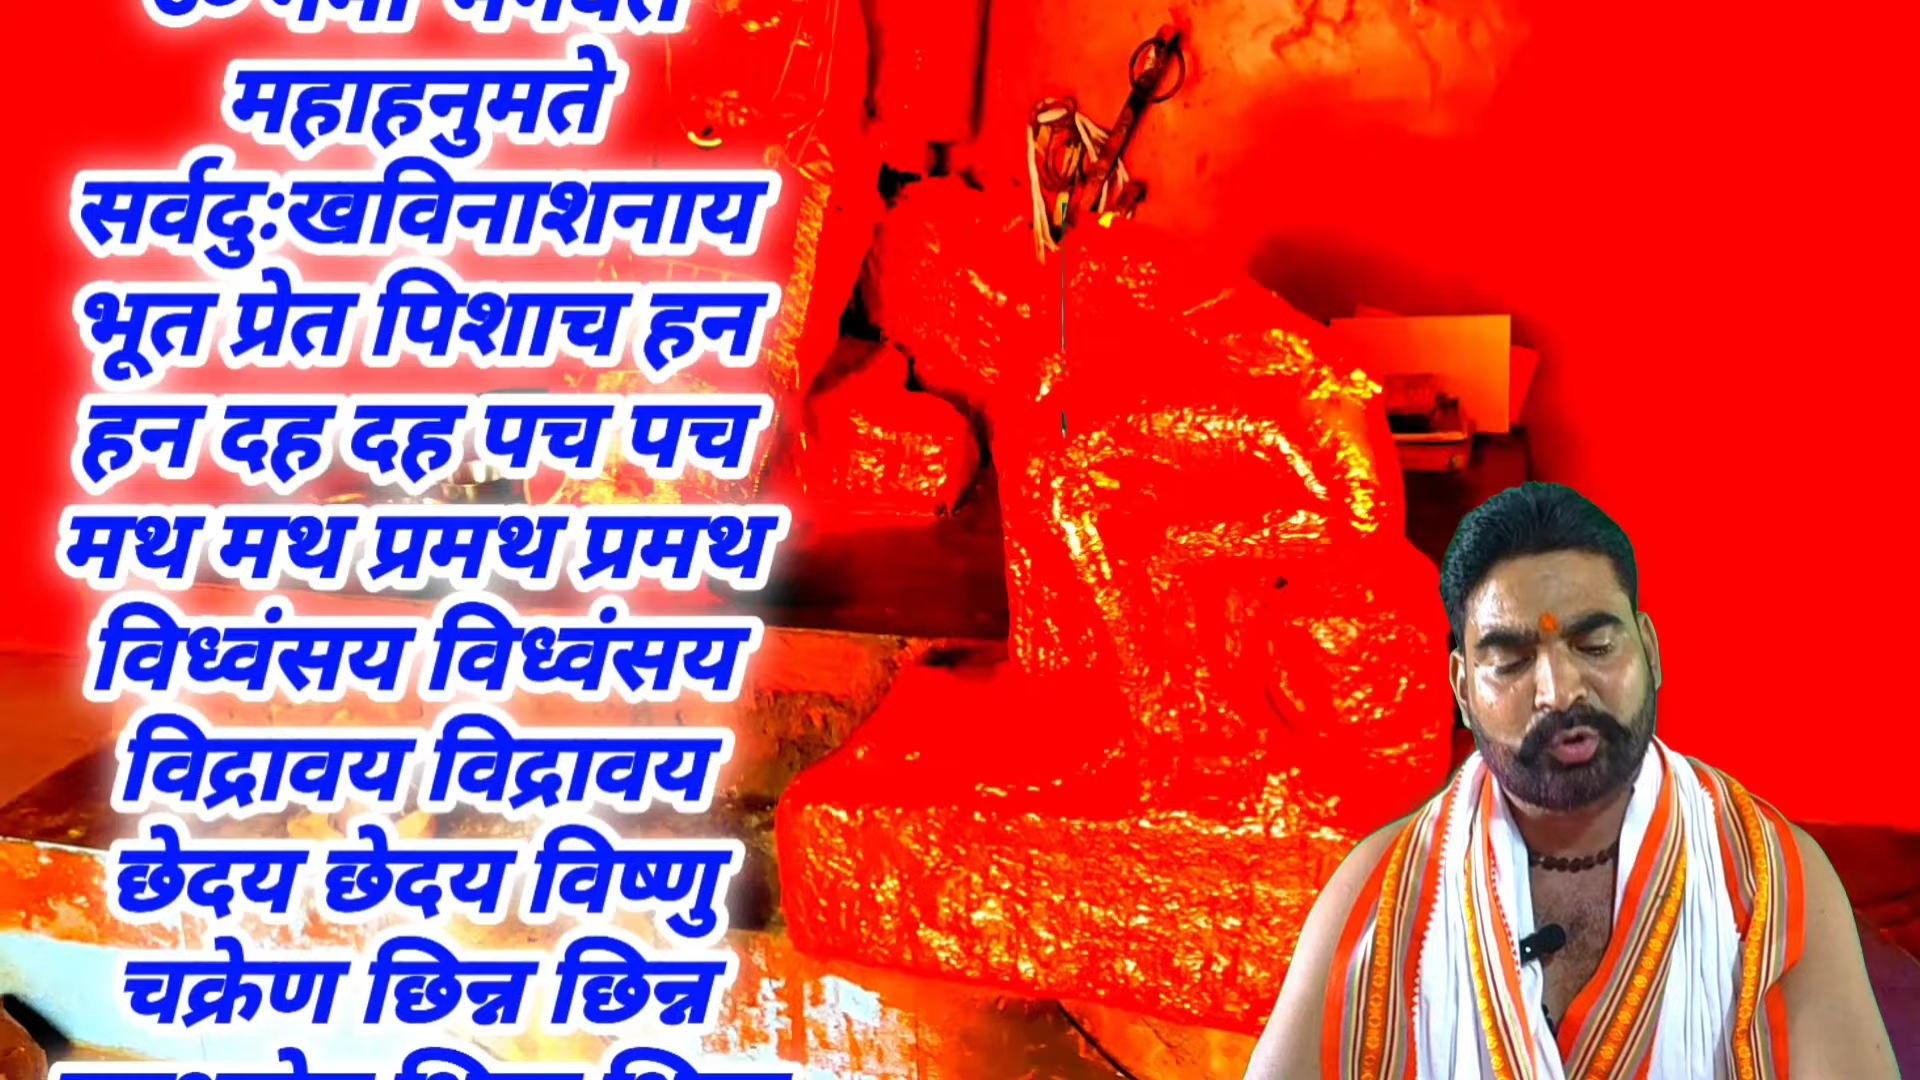 महाहनुमते
सर्वदुःखविनाशनाय
भूत प्रेत पिशाच हन
हन दह दह पच पच
मथ मथ प्रमथ प्रमथ
विध्वंसय विध्वंसय
विद्रावय विद्रावय
छेदय छेदय विष्णु
चक्रेण छिन्न छिन्न